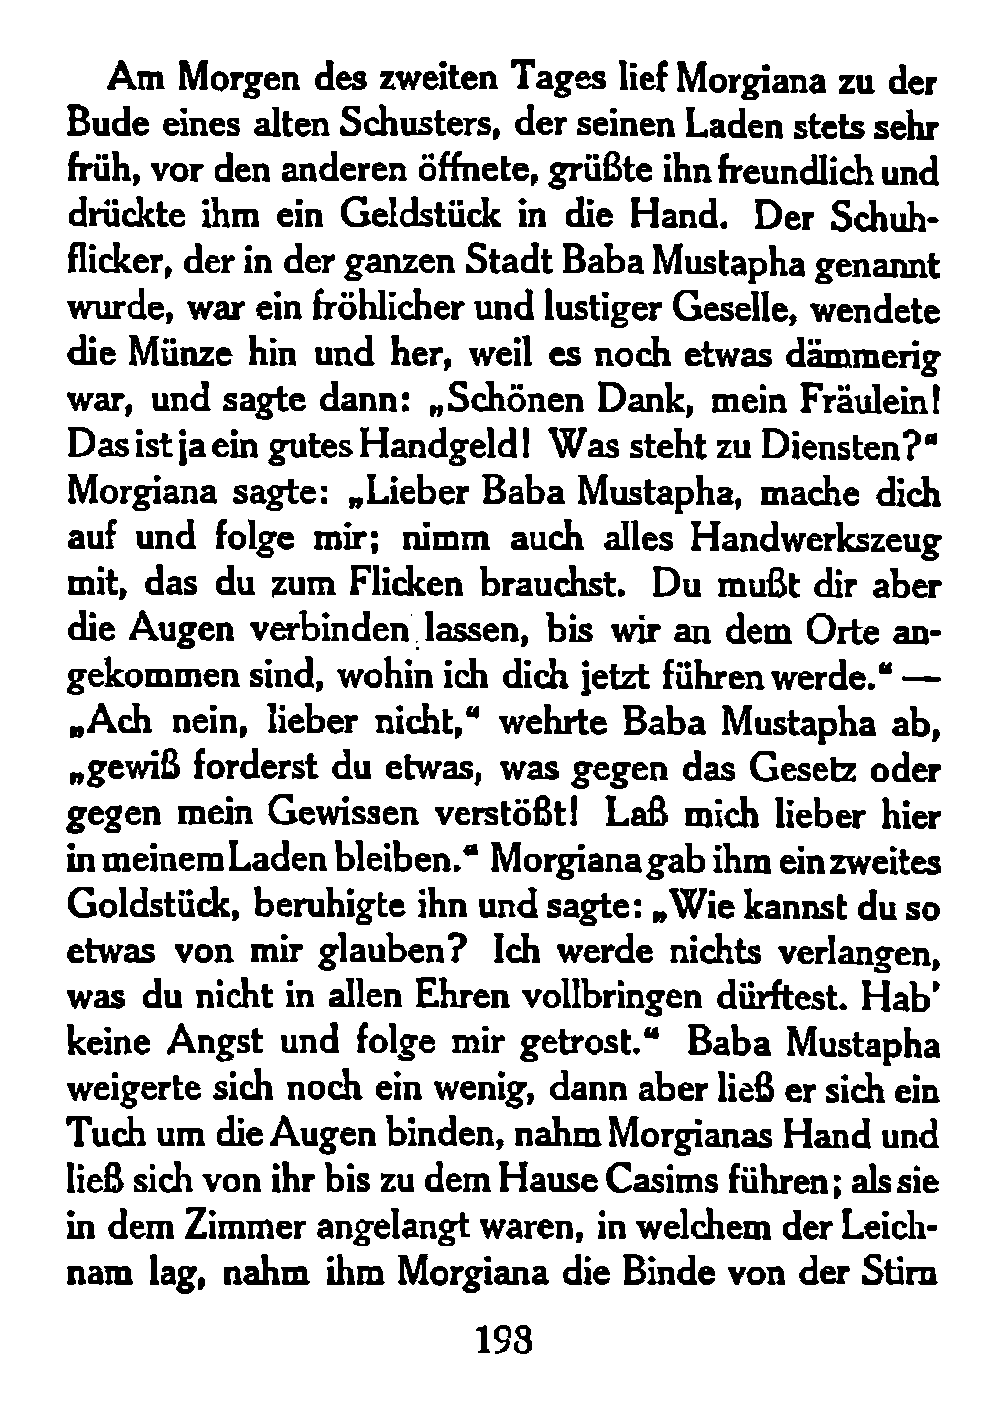 Am Morgen des zweiten Tages lief Morgiana zu der
Bude eines alten Schusters, der seinen Laden stets sehr
früh, vor den anderen öffnete, grüßte ihn freundlich und
drückte ihm ein Geldstück in die Hand. Der Schuh-
flicker, der in der ganzen Stadt Baba Mustapha genannt
wurde, war ein fröhlicher und lustiger Geselle, wendete
die Münze hin und her, weil es noch etwas dämmerig
war, und sagte dann: „Schönen Dank, mein Fräulein!
Das ist ja ein gutes Handgeld! Was steht zu Diensten?“
Morgiana sagte: „Lieber Baba Mustapha, mache dich
auf und folge mir; nimm auch alles Handwerkszeug
mit, das du zum Flicken brauchst. Du mußt dir aber
die Augen verbinden lassen, bis wir an dem Orte an-
gekommen sind, wohin ich dich jetzt führen werde.“ —
„Ach nein, lieber nicht,“ wehrte Baba Mustapha ab,
„gewiß forderst du etwas, was gegen das Gesetz oder
gegen mein Gewissen verstößt! Laß mich lieber hier
in meinem Laden bleiben.“ Morgiana gab ihm ein zweites
Goldstück, beruhigte ihn und sagte: „Wie kannst du so
etwas von mir glauben? Ich werde nichts verlangen,
was du nicht in allen Ehren vollbringen dürftest. Hab'
keine Angst und folge mir getrost.“ Baba Mustapha
weigerte sich noch ein wenig, dann aber ließ er sich ein
Tuch um die Augen binden, nahm Morgianas Hand und
ließ sich von ihr bis zu dem Hause Casims führen; als sie
in dem Zimmer angelangt waren, in welchem der Leich-
nam lag, nahm ihm Morgiana die Binde von der Stirn
198